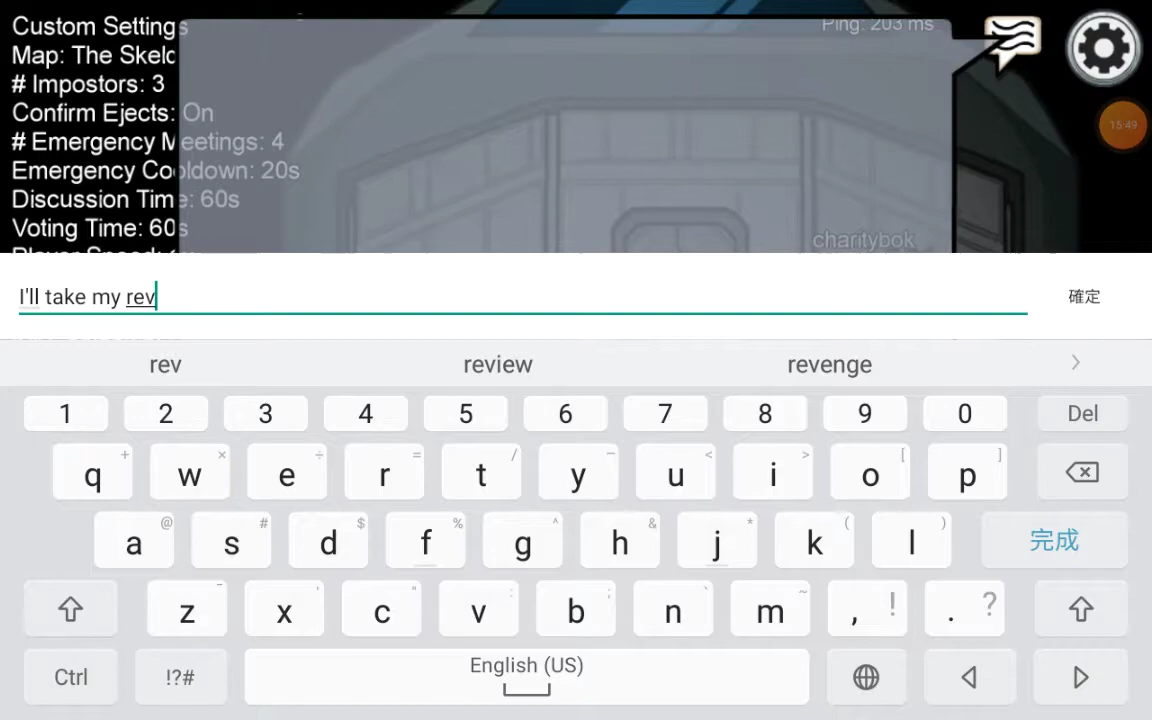 Custom Settings
Map: The Skeld
# Impostors: 3
Confirm Ejects: On
# Emergency Meetings: 4
Emergency Cooldown: 20s
Discussion Time: 60s
Voting Time: 60s
Ping: 203 ms
15:49
charitybok
I'll take my rev
確定
rev review revenge
1 2 3 4 5 6 7 8 9 0 Del
q w e r t y u i o p
a s d f g h j k l 完成
z x c v b n m , ! . ?
Ctrl !?# English (US)